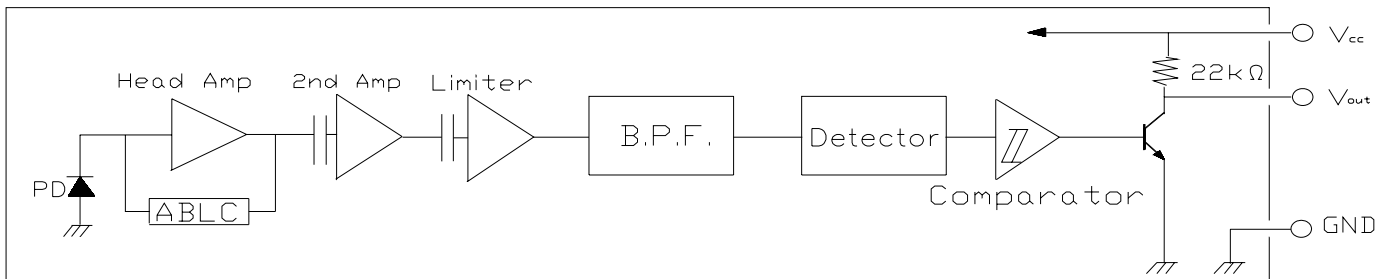 Head Amp
2nd Amp
Limiter
B.P.F.
Detector
Comparator
PD
ABLC
22kΩ
Vcc
Vout
GND